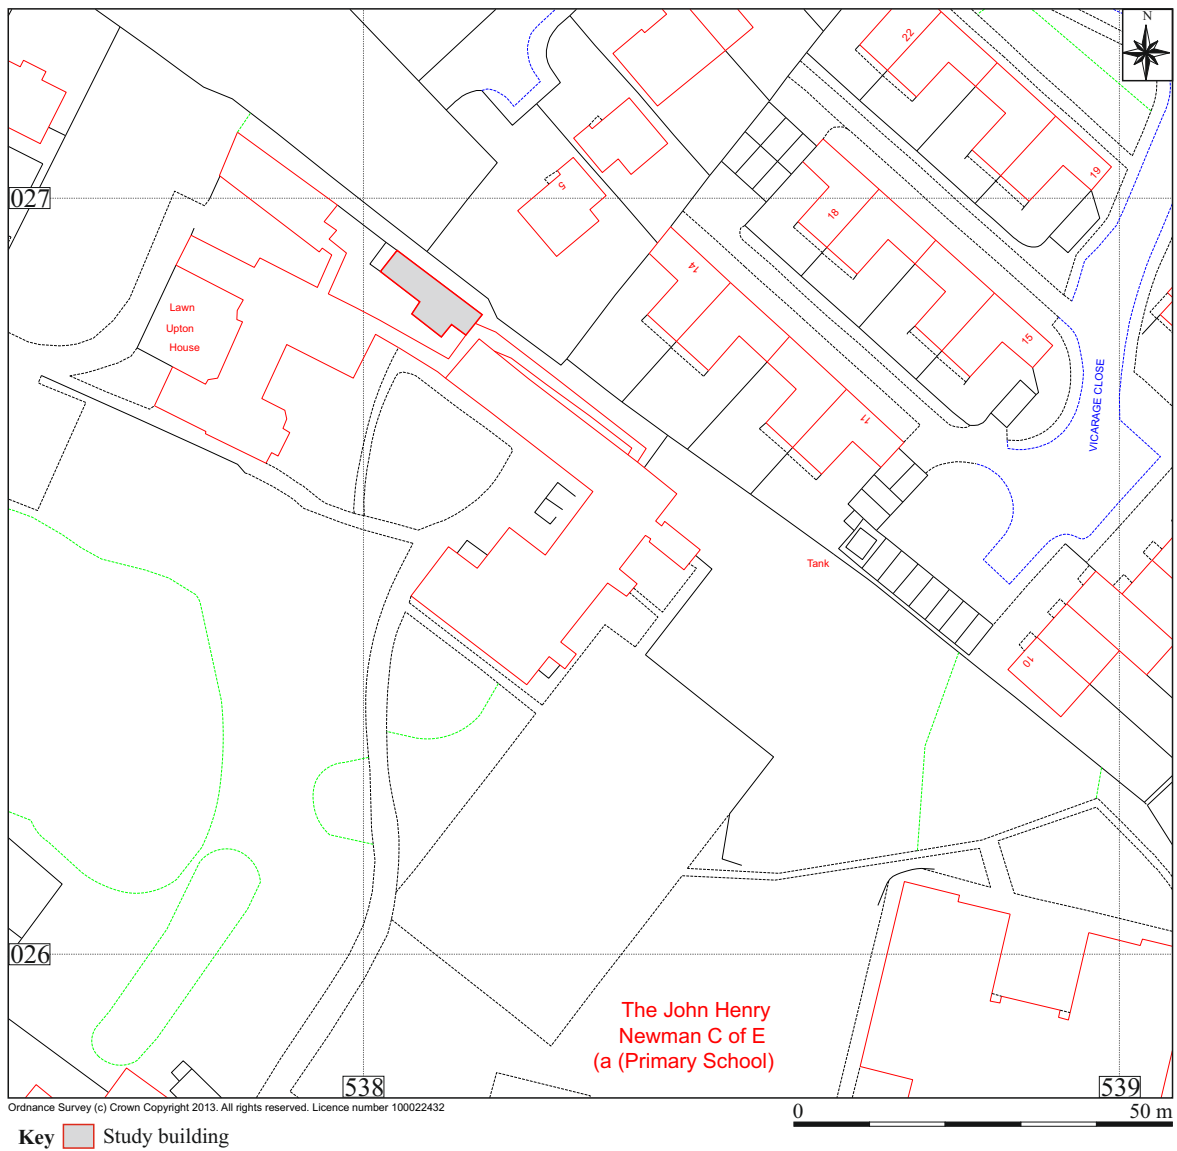 N
22
19
027
5
18
14
Lawn
Upton
House
15
11
VICARAGE CLOSE
Tank
10
026
The John Henry
Newman C of E
(a (Primary School)
538
539
Ordnance Survey (c) Crown Copyright 2013. All rights reserved. Licence number 100022432
0 50 m
Key Study building